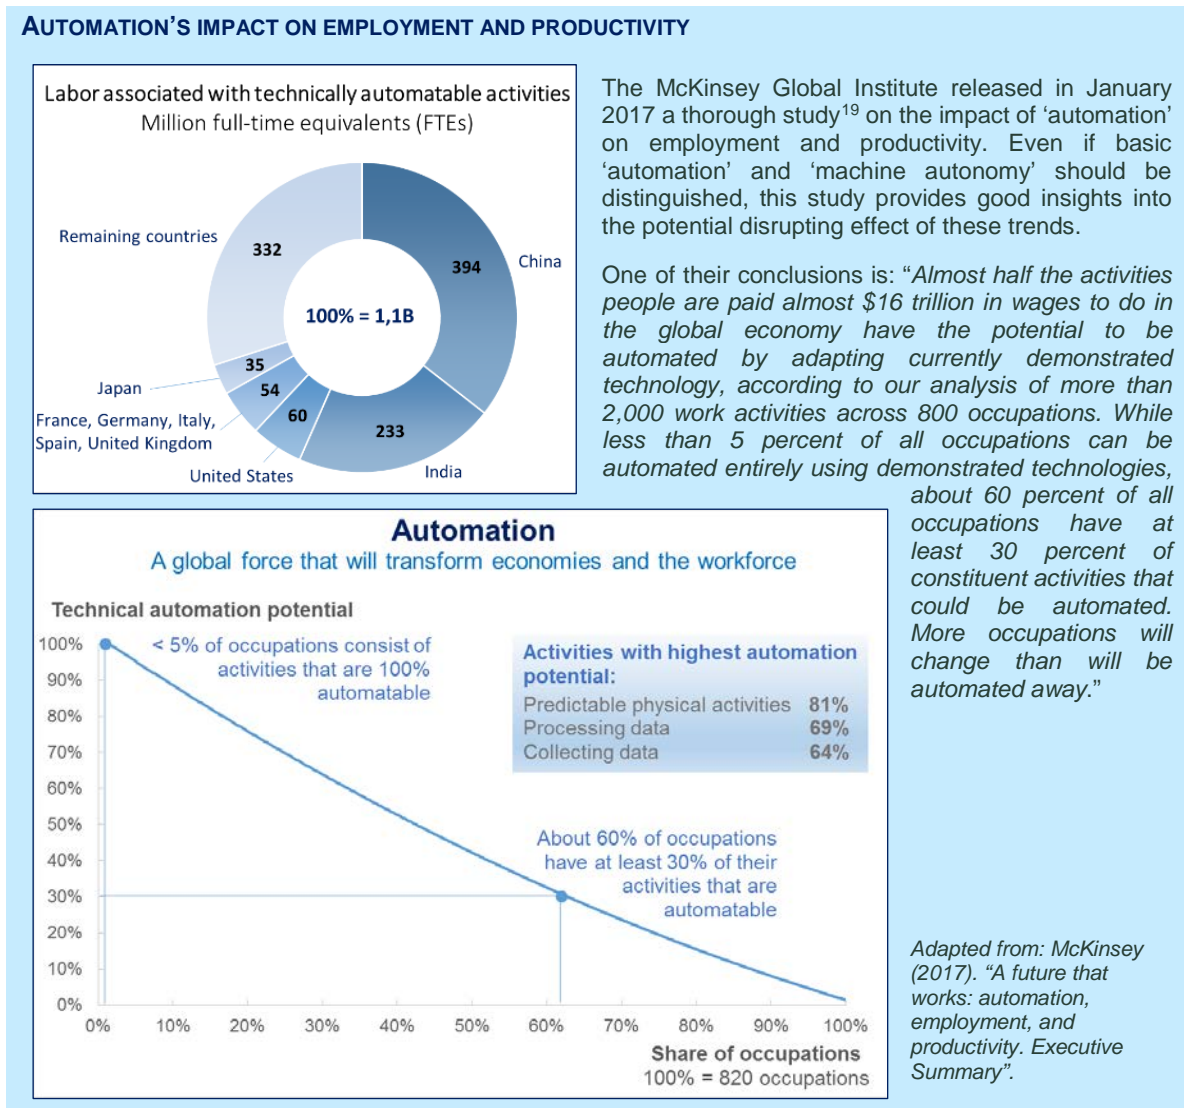 AUTOMATION'S IMPACT ON EMPLOYMENT AND PRODUCTIVITY
Labor associated with technically automatable activities
Million full-time equivalents (FTEs)
Remaining countries
332
394
China
100% = 1,1B
35
Japan
54
France, Germany, Italy,
Spain, United Kingdom
60
233
United States
India
The McKinsey Global Institute released in January
2017 a thorough study19 on the impact of ‘automation’
on employment and productivity. Even if basic
‘automation’ and ‘machine autonomy’ should be
distinguished, this study provides good insights into
the potential disrupting effect of these trends.
One of their conclusions is: “Almost half the activities
people are paid almost $16 trillion in wages to do in
the global economy have the potential to be
automated by adapting currently demonstrated
technology, according to our analysis of more than
2,000 work activities across 800 occupations. While
less than 5 percent of all occupations can be
automated entirely using demonstrated technologies,
about 60 percent of all
occupations have at
least 30 percent of
constituent activities that
could be automated.
More occupations will
change than will be
automated away.”
Automation
A global force that will transform economies and the workforce
Technical automation potential
100%
90%
80%
70%
60%
50%
40%
30%
20%
10%
0%
< 5% of occupations consist of
activities that are 100%
automatable
Activities with highest automation
potential:
Predictable physical activities 81%
Processing data 69%
Collecting data 64%
About 60% of occupations
have at least 30% of their
activities that are
automatable
0% 10% 20% 30% 40% 50% 60% 70% 80% 90% 100%
Share of occupations
100% = 820 occupations
Adapted from: McKinsey
(2017). “A future that
works: automation,
employment, and
productivity. Executive
Summary”.